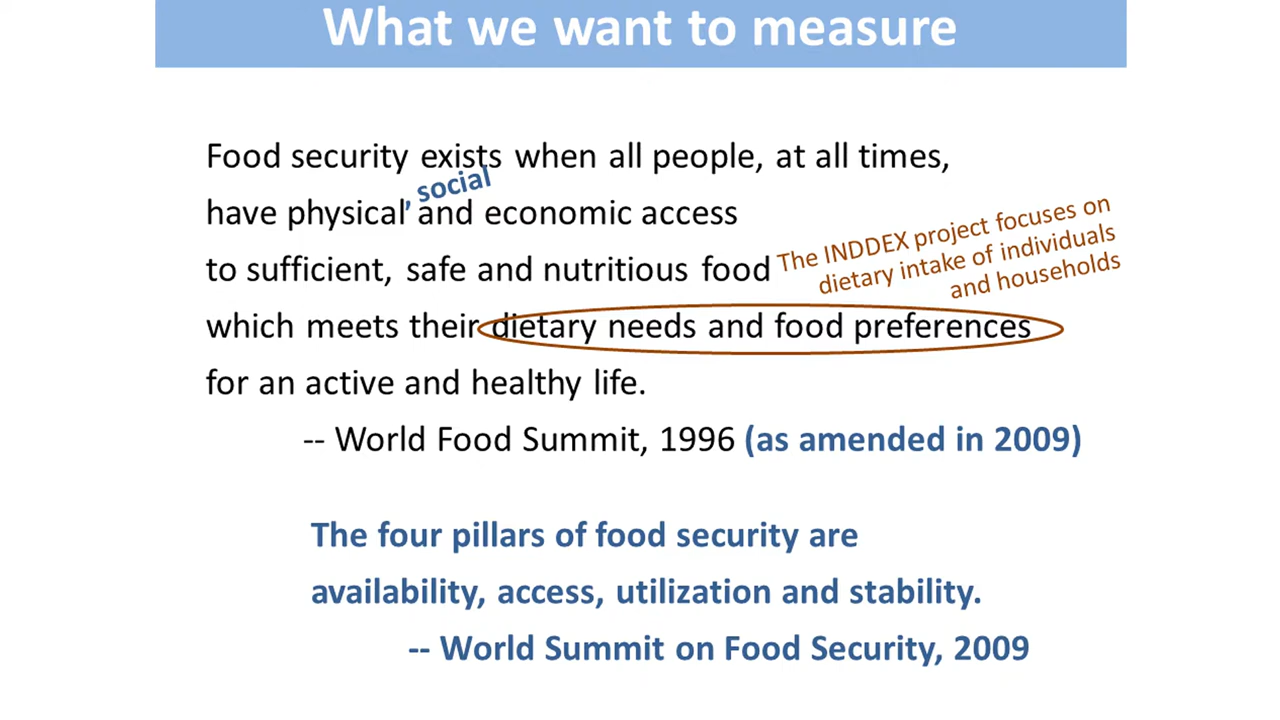 What we want to measure
Food security exists when all people, at all times,
, social
have physical and economic access
The INDDEX project focuses on
dietary intake of individuals
and households
to sufficient, safe and nutritious food
which meets their dietary needs and food preferences
for an active and healthy life.
-- World Food Summit, 1996 (as amended in 2009)
The four pillars of food security are
availability, access, utilization and stability.
-- World Summit on Food Security, 2009